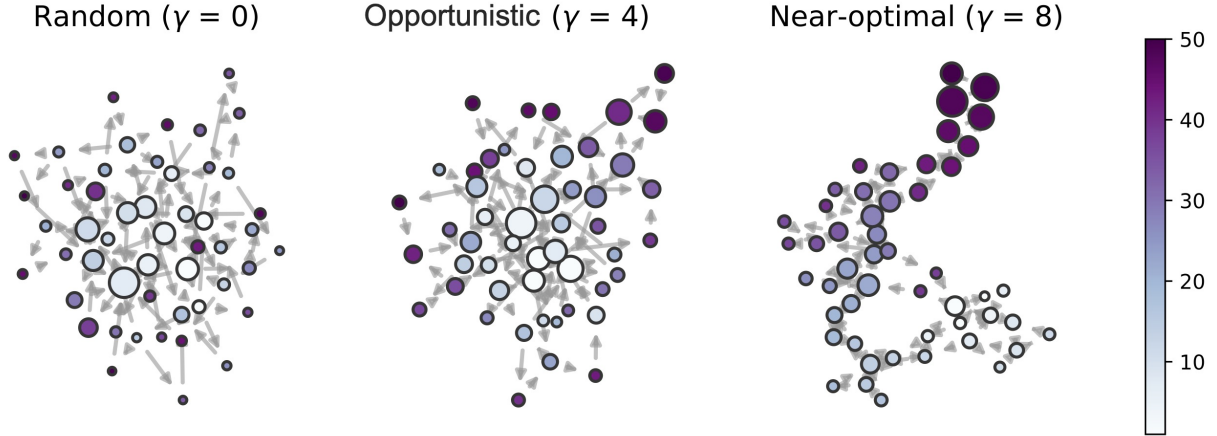 Random (γ = 0)
Opportunistic (γ = 4)
Near-optimal (γ = 8)
50
40
30
20
10